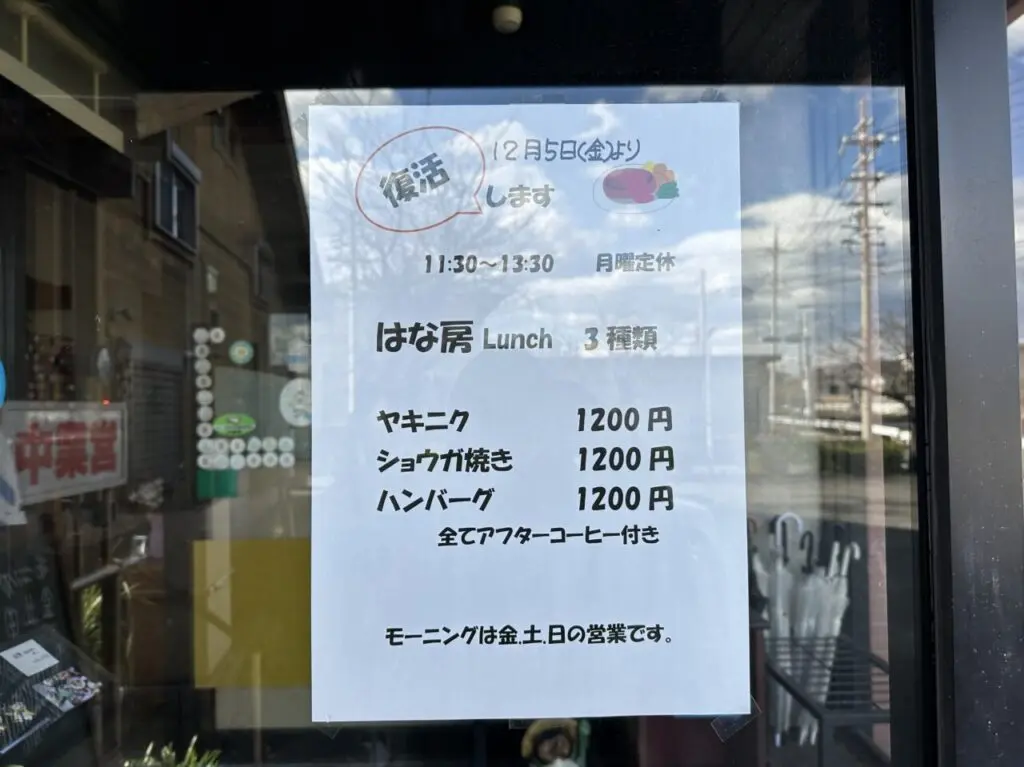 12月5日(金)より
復活
します
11:30～13:30 月曜定休
はな房 Lunch 3種類
ヤキニク 1200円
ショウガ焼き 1200円
ハンバーグ 1200円
全てアフターコーヒー付き
モーニングは金.土.日の営業です。
中業営